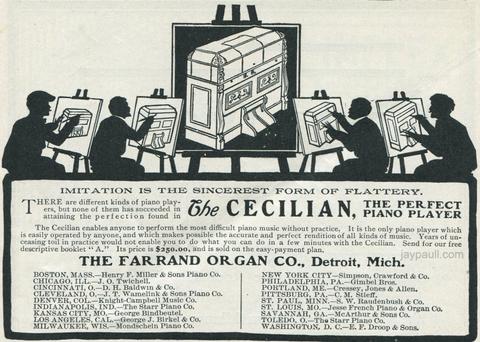 IMITATION IS THE SINCEREST FORM OF FLATTERY.
THERE are different kinds of piano play-
ers, but none of them has succeeded in
attaining the perfection found in
The CECILIAN, THE PERFECT PIANO PLAYER
The Cecilian enables anyone to perform the most difficult piano music without practice. It is the only piano player which
is easily operated by anyone, and which makes possible the accurate and perfect rendition of all kinds of music. Years of un-
ceasing toil in practice would not enable you to do what you can do in a few minutes with the Cecilian. Send for our free
descriptive booklet "A." Its price is $250.00, and is sold on the easy-payment plan.
jaypauli.com
THE FARRAND ORGAN CO., Detroit, Mich.
BOSTON, MASS.—Henry F. Miller & Sons Piano Co.
CHICAGO, ILL.—J. O. Twichell.
CINCINNATI, O.—D. H. Baldwin & Co.
CLEVELAND, O.—J. T. Wamelink & Sons Piano Co.
DENVER, COL.—Knight-Campbell Music Co.
INDIANAPOLIS, IND.—The Starr Piano Co.
KANSAS CITY, MO.—George Bindbeutel.
LOS ANGELES, CAL.—George J. Birkel & Co.
MILWAUKEE, WIS.—Mondschein Piano Co.
NEW YORK CITY—Simpson, Crawford & Co.
PHILADELPHIA, PA.—Gimbel Bros.
PORTLAND, ME.—Cressey, Jones & Allen.
PITTSBURG, PA.—C. M. Stieff.
ST. PAUL, MINN.—S. W. Raudenbush & Co.
ST. LOUIS, MO.—Jesse French Piano & Organ Co.
SAVANNAH, GA.—McArthur & Sons Co.
TOLEDO, O.—The Starr Piano Co.
WASHINGTON, D. C.—E. F. Droop & Sons.